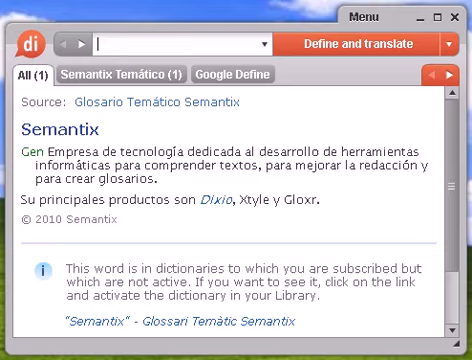 Menu
di
Define and translate
All (1) Semantix Temático (1) Google Define
Source: Glosario Temático Semantix
Semantix
Gen Empresa de tecnología dedicada al desarrollo de herramientas
informáticas para comprender textos, para mejorar la redacción y
para crear glosarios.
Su principales productos son Dixio, Xtyle y Gloxr.
© 2010 Semantix
i
This word is in dictionaries to which you are subscribed but
which are not active. If you want to see it, click on the link
and activate the dictionary in your Library.
"Semantix" - Glossari Temàtic Semantix